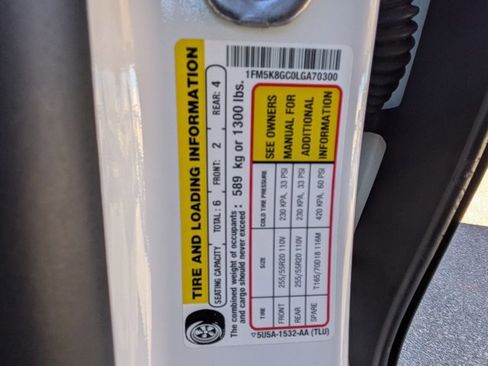 1FM5K8GC0LGA70300
TIRE AND LOADING INFORMATION
SEATING CAPACITY TOTAL: 6 FRONT: 2 REAR: 4
The combined weight of occupants and cargo should never exceed: 589 kg or 1300 lbs.
TIRE SIZE COLD TIRE PRESSURE
FRONT 255/55R20 110V 230 KPA, 33 PSI
REAR 255/55R20 110V 230 KPA, 33 PSI
SPARE T165/70D18 116M 420 KPA, 60 PSI
SEE OWNERS
MANUAL FOR
ADDITIONAL
INFORMATION
5U5A-1532-AA (TLU)